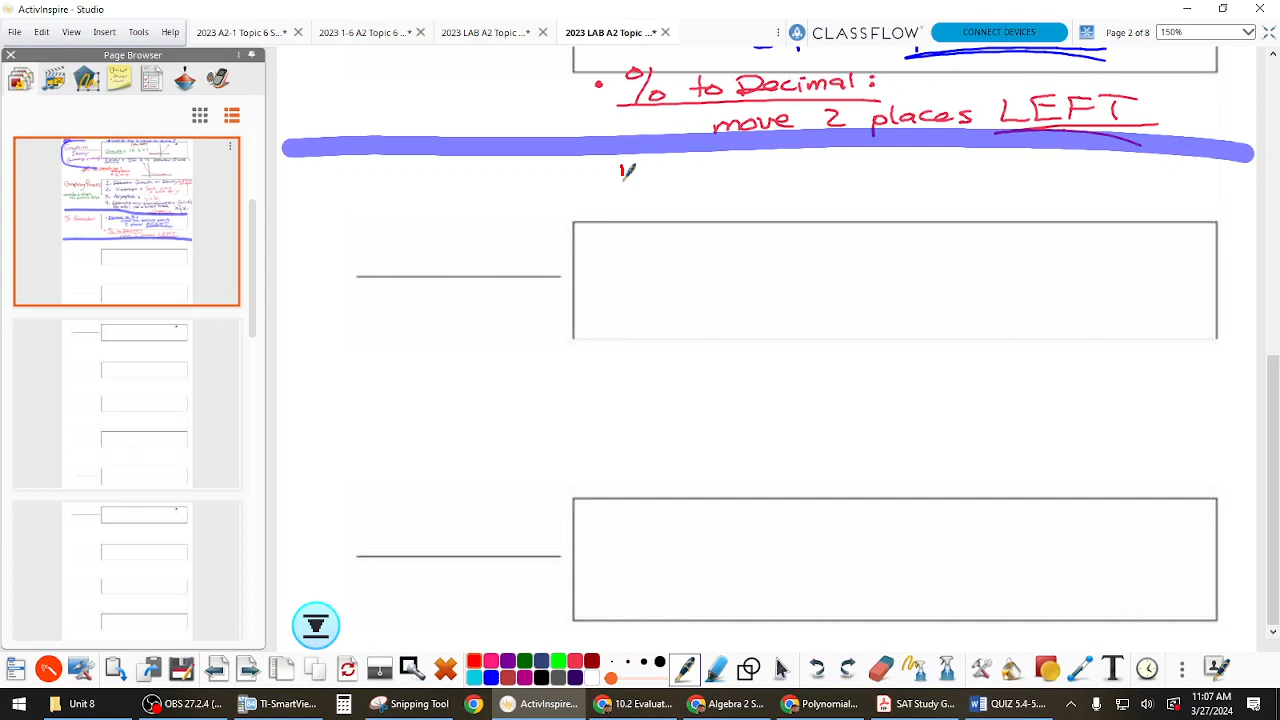 ActivInspire - Studio
File Edit View Insert Tools Help
2023 A2-1 Topic 6 S...* 2023 1-o A2 Topic 6 ...* 2023 LAB A2 Topic ...* 2023 LAB A2 Topic ...*
CLASSFLOW
CONNECT DEVICES
Page 2 of 8
150%
Page Browser
• % to Decimal:
move 2 places LEFT
T
Unit 8
OBS 27.2.4 (...
TI-SmartVie...
Snipping Tool
ActivInspire -...
10.2 Evaluat...
Algebra 2 S...
Polynomial...
SAT Study G...
QUIZ 5.4-5....
11:07 AM
3/27/2024